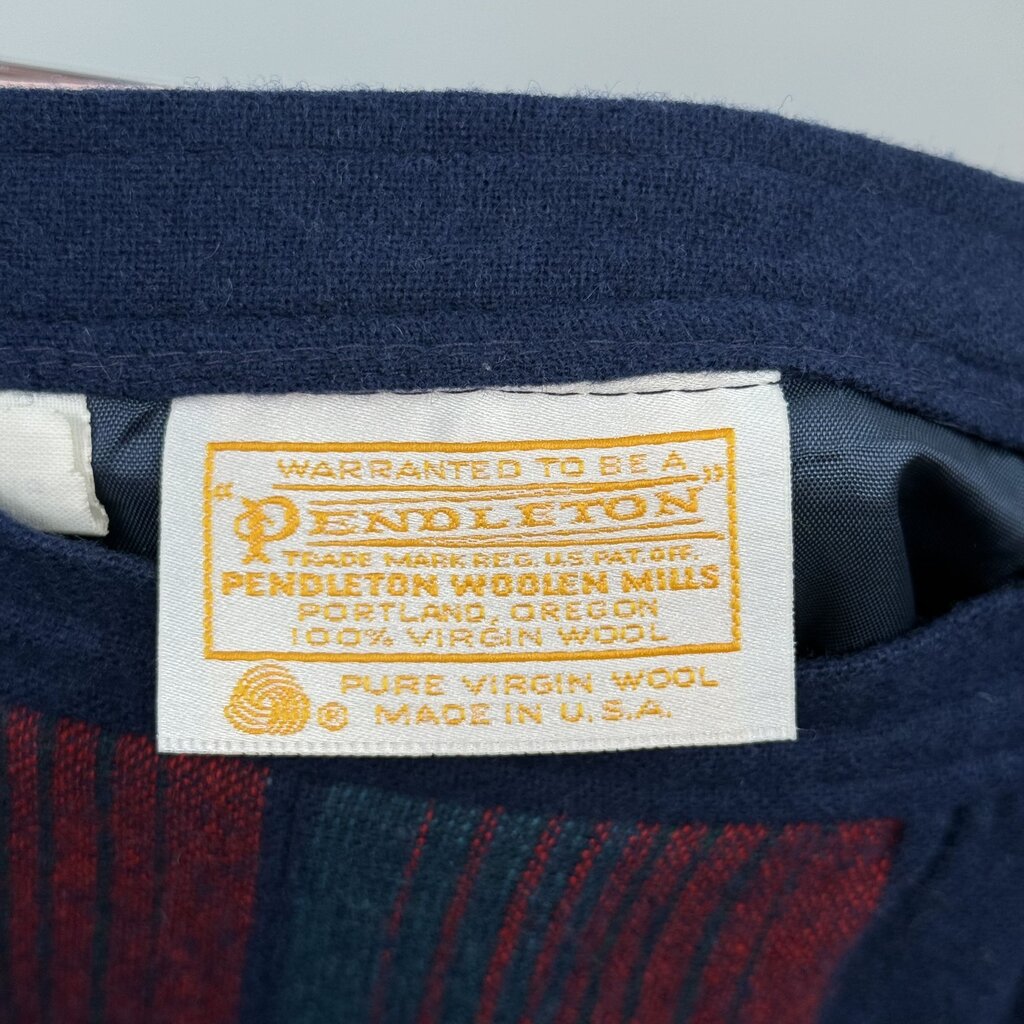 WARRANTED TO BE A
"PENDLETON"
TRADE MARK REG. U.S. PAT. OFF.
PENDLETON WOOLEN MILLS
PORTLAND, OREGON
100% VIRGIN WOOL
PURE VIRGIN WOOL
® MADE IN U.S.A.